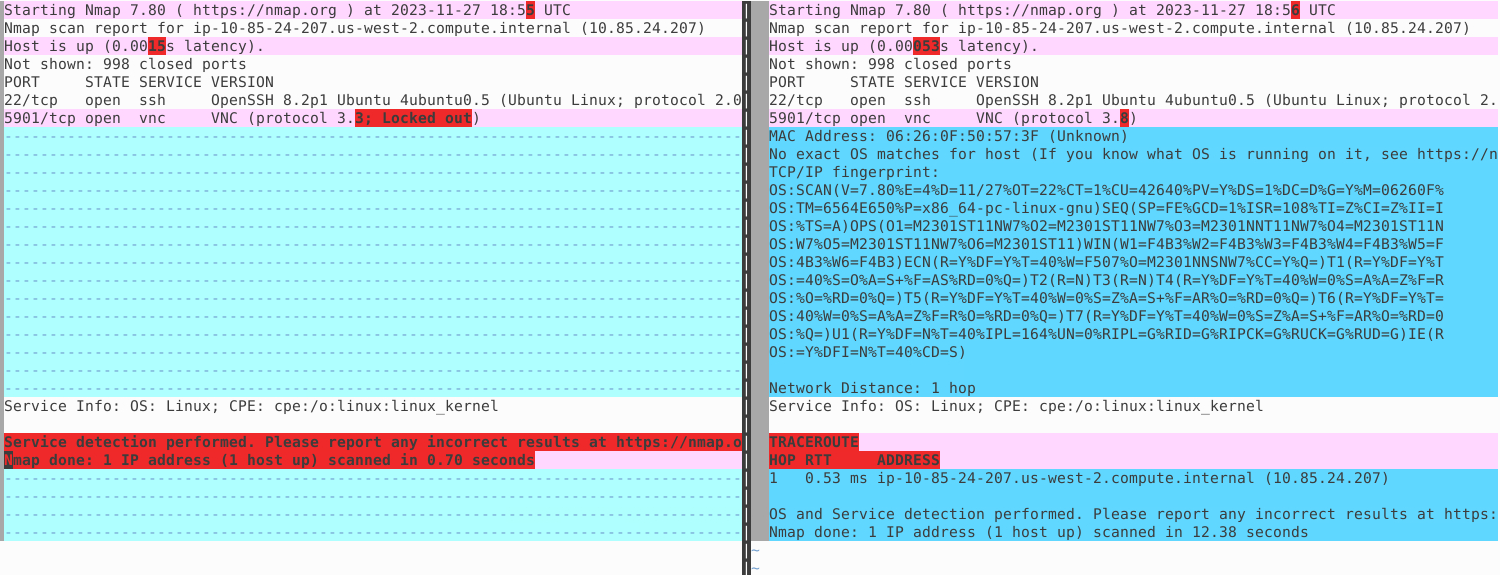 Starting Nmap 7.80 ( https://nmap.org ) at 2023-11-27 18:55 UTC
Nmap scan report for ip-10-85-24-207.us-west-2.compute.internal (10.85.24.207)
Host is up (0.0015s latency).
Not shown: 998 closed ports
PORT     STATE SERVICE VERSION
22/tcp   open  ssh     OpenSSH 8.2p1 Ubuntu 4ubuntu0.5 (Ubuntu Linux; protocol 2.0
5901/tcp open  vnc     VNC (protocol 3.3; Locked out)
Service Info: OS: Linux; CPE: cpe:/o:linux:linux_kernel
Service detection performed. Please report any incorrect results at https://nmap.o
Nmap done: 1 IP address (1 host up) scanned in 0.70 seconds
Starting Nmap 7.80 ( https://nmap.org ) at 2023-11-27 18:56 UTC
Nmap scan report for ip-10-85-24-207.us-west-2.compute.internal (10.85.24.207)
Host is up (0.00053s latency).
Not shown: 998 closed ports
PORT     STATE SERVICE VERSION
22/tcp   open  ssh     OpenSSH 8.2p1 Ubuntu 4ubuntu0.5 (Ubuntu Linux; protocol 2.
5901/tcp open  vnc     VNC (protocol 3.8)
MAC Address: 06:26:0F:50:57:3F (Unknown)
No exact OS matches for host (If you know what OS is running on it, see https://n
TCP/IP fingerprint:
OS:SCAN(V=7.80%E=4%D=11/27%OT=22%CT=1%CU=42640%PV=Y%DS=1%DC=D%G=Y%M=06260F%
OS:TM=6564E650%P=x86_64-pc-linux-gnu)SEQ(SP=FE%GCD=1%ISR=108%TI=Z%CI=Z%II=I
OS:%TS=A)OPS(O1=M2301ST11NW7%O2=M2301ST11NW7%O3=M2301NNT11NW7%O4=M2301ST11N
OS:W7%O5=M2301ST11NW7%O6=M2301ST11)WIN(W1=F4B3%W2=F4B3%W3=F4B3%W4=F4B3%W5=F
OS:4B3%W6=F4B3)ECN(R=Y%DF=Y%T=40%W=F507%O=M2301NNSNW7%CC=Y%Q=)T1(R=Y%DF=Y%T
OS:=40%S=O%A=S+%F=AS%RD=0%Q=)T2(R=N)T3(R=N)T4(R=Y%DF=Y%T=40%W=0%S=A%A=Z%F=R
OS:%O=%RD=0%Q=)T5(R=Y%DF=Y%T=40%W=0%S=Z%A=S+%F=AR%O=%RD=0%Q=)T6(R=Y%DF=Y%T=
OS:40%W=0%S=A%A=Z%F=R%O=%RD=0%Q=)T7(R=Y%DF=Y%T=40%W=0%S=Z%A=S+%F=AR%O=%RD=0
OS:%Q=)U1(R=Y%DF=N%T=40%IPL=164%UN=0%RIPL=G%RID=G%RIPCK=G%RUCK=G%RUD=G)IE(R
OS:=Y%DFI=N%T=40%CD=S)
Network Distance: 1 hop
Service Info: OS: Linux; CPE: cpe:/o:linux:linux_kernel
TRACEROUTE
HOP RTT     ADDRESS
1   0.53 ms ip-10-85-24-207.us-west-2.compute.internal (10.85.24.207)
OS and Service detection performed. Please report any incorrect results at https:
Nmap done: 1 IP address (1 host up) scanned in 12.38 seconds
~
~